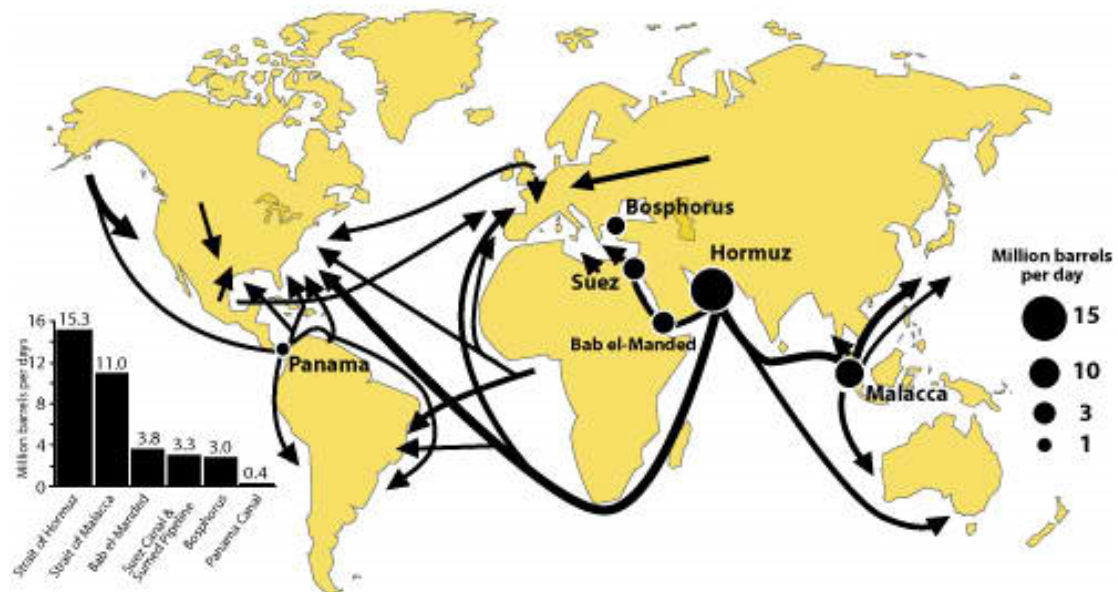 Bosphorus
Hormuz
Suez
Bab el-Manded
Malacca
Panama
Million barrels
per day
15
10
3
1
Million barrels per days
16
12
8
4
0
15.3
11.0
3.8
3.3
3.0
0.4
Strait of Hormuz
Strait of Malacca
Bab el-Manded
Suez Canal &
Sumed Pipeline
Bosphorus
Panama Canal